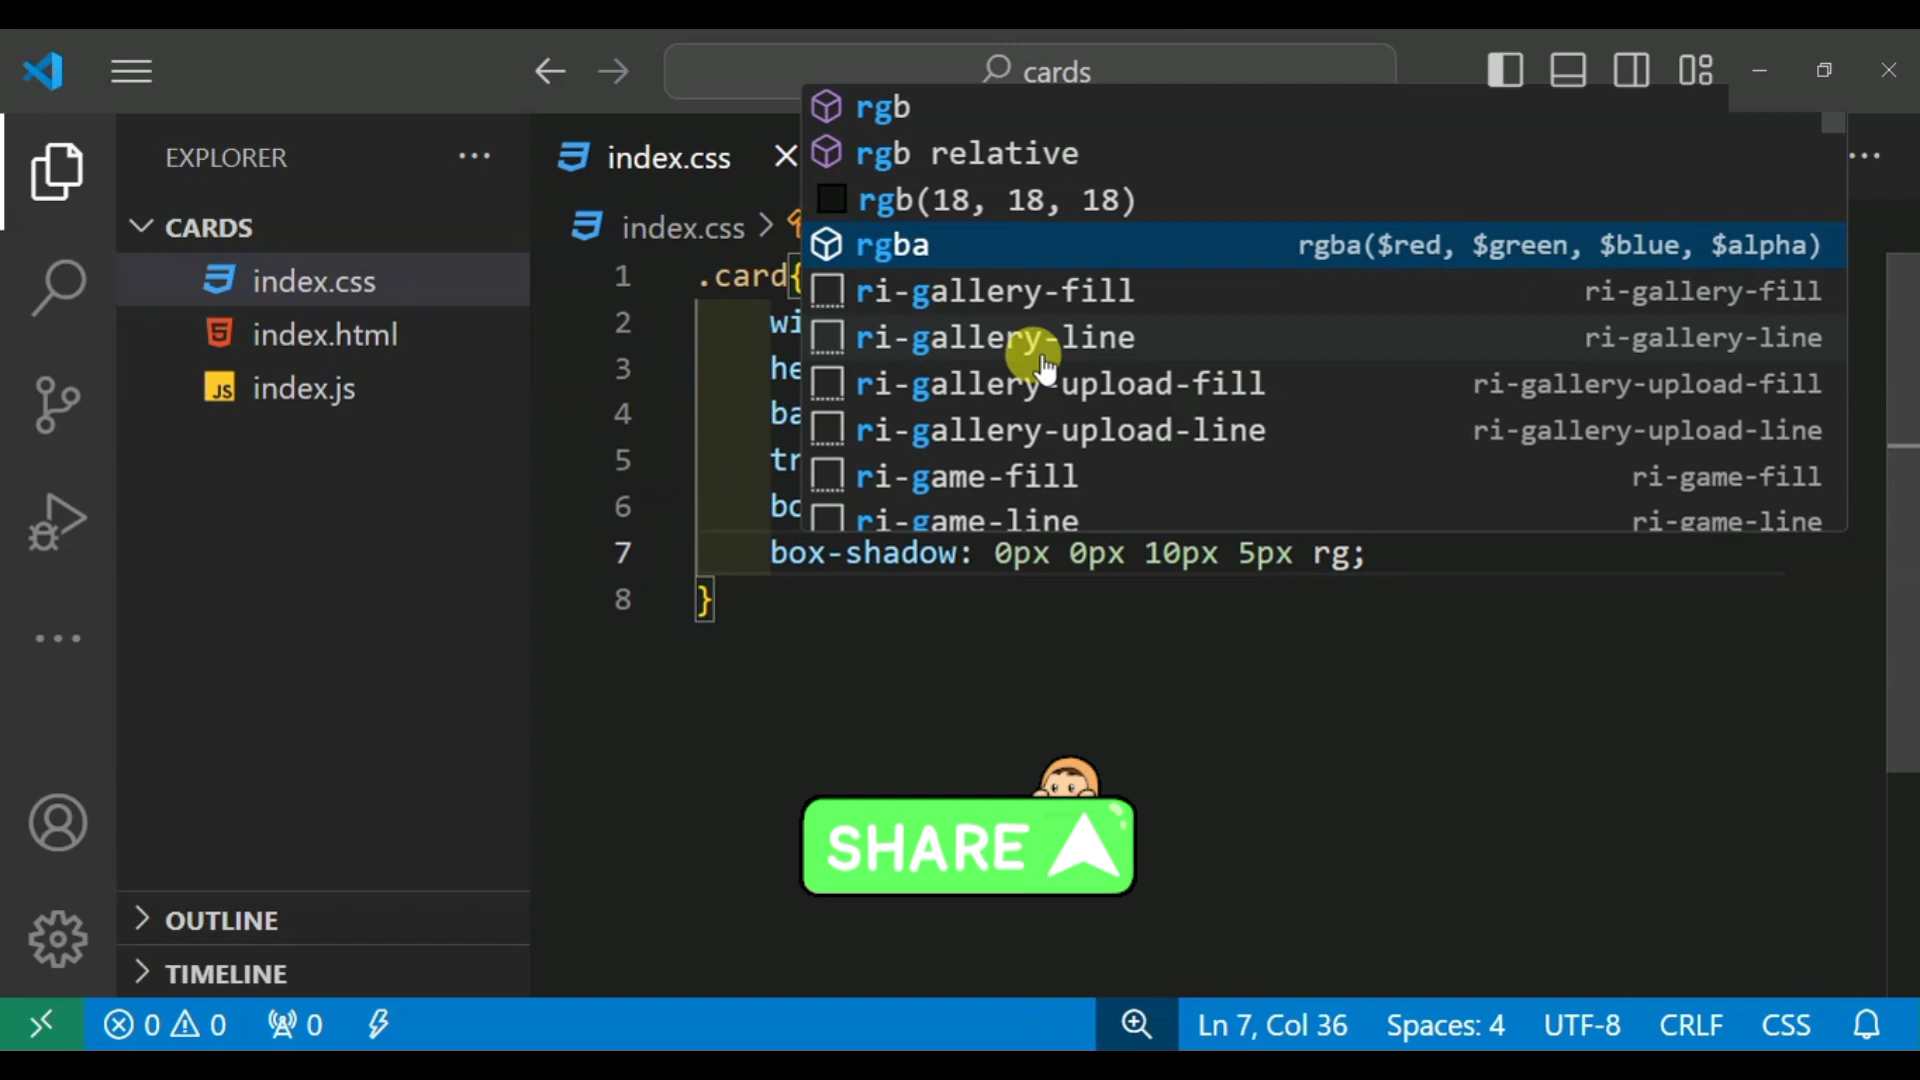 cards
EXPLORER
index.css
CARDS
index.css
index.html
index.js
OUTLINE
TIMELINE
index.css >
rgb
rgb relative
rgb(18, 18, 18)
rgba rgba($red, $green, $blue, $alpha)
ri-gallery-fill ri-gallery-fill
ri-gallery-line ri-gallery-line
ri-gallery-upload-fill ri-gallery-upload-fill
ri-gallery-upload-line ri-gallery-upload-line
ri-game-fill ri-game-fill
ri-game-line ri-game-line
1 .card{
2 wi
3 he
4 ba
5 tr
6 bo
7 box-shadow: 0px 0px 10px 5px rg;
8 }
SHARE
0 0 0 Ln 7, Col 36 Spaces: 4 UTF-8 CRLF CSS